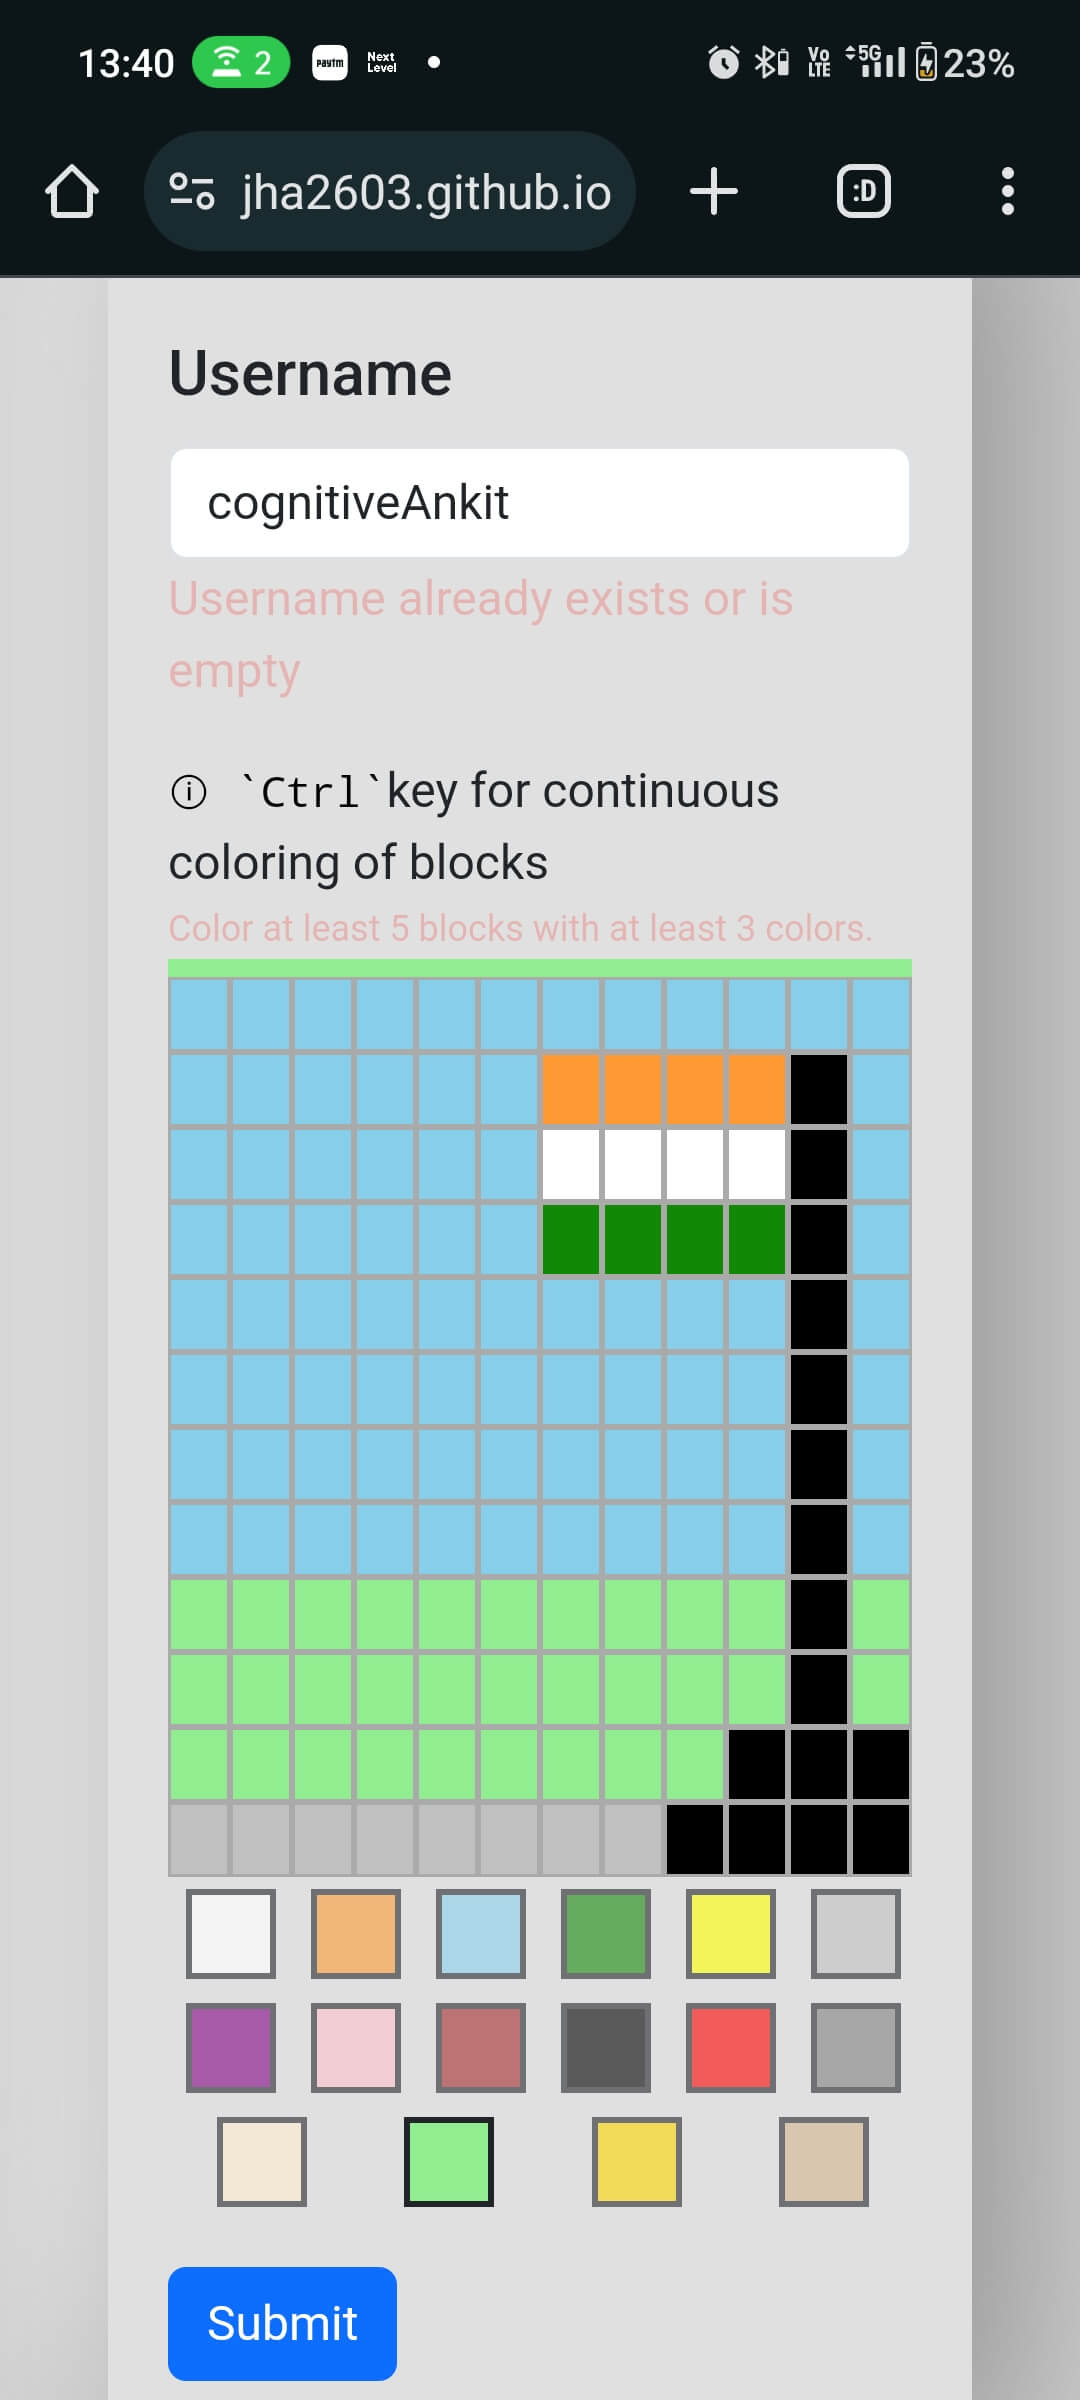 13:40 2 paytm Next Level Vo LTE 5G 23%
jha2603.github.io :D
Username
cognitiveAnkit
Username already exists or is
empty
`Ctrl`key for continuous
coloring of blocks
Color at least 5 blocks with at least 3 colors.
Submit